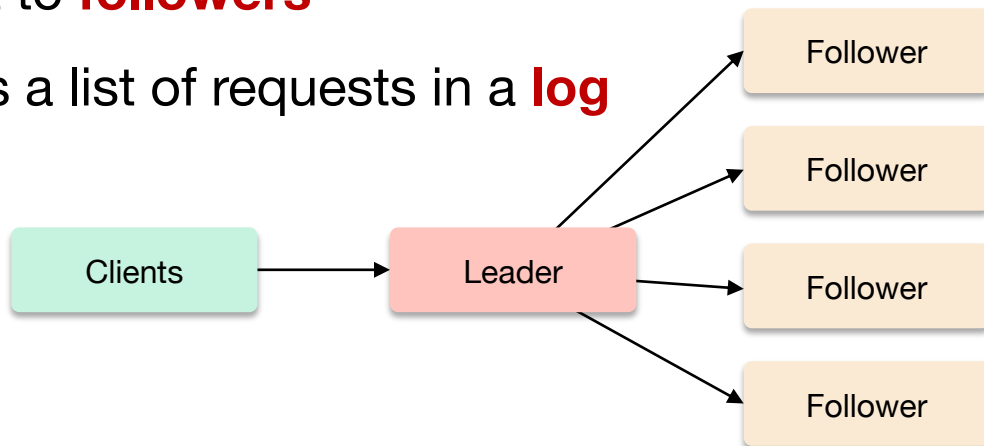 to followers
s a list of requests in a log
Follower
Follower
Clients
Leader
Follower
Follower